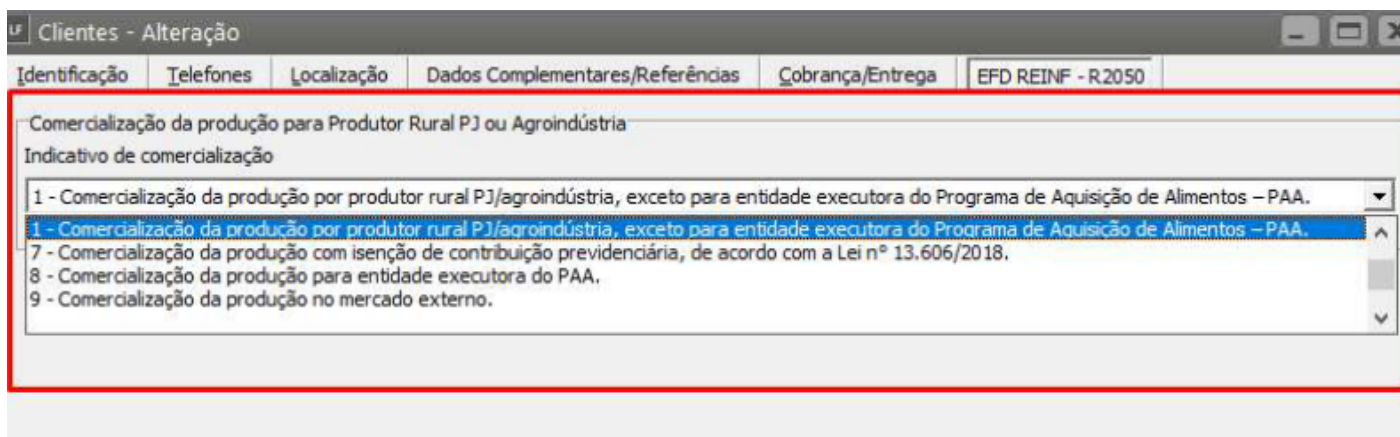 LF Clientes - Alteração
Identificação Telefones Localização Dados Complementares/Referências Cobrança/Entrega EFD REINF - R2050
Comercialização da produção para Produtor Rural PJ ou Agroindústria
Indicativo de comercialização
1 - Comercialização da produção por produtor rural PJ/agroindústria, exceto para entidade executora do Programa de Aquisição de Alimentos – PAA.
1 - Comercialização da produção por produtor rural PJ/agroindústria, exceto para entidade executora do Programa de Aquisição de Alimentos – PAA.
7 - Comercialização da produção com isenção de contribuição previdenciária, de acordo com a Lei nº 13.606/2018.
8 - Comercialização da produção para entidade executora do PAA.
9 - Comercialização da produção no mercado externo.